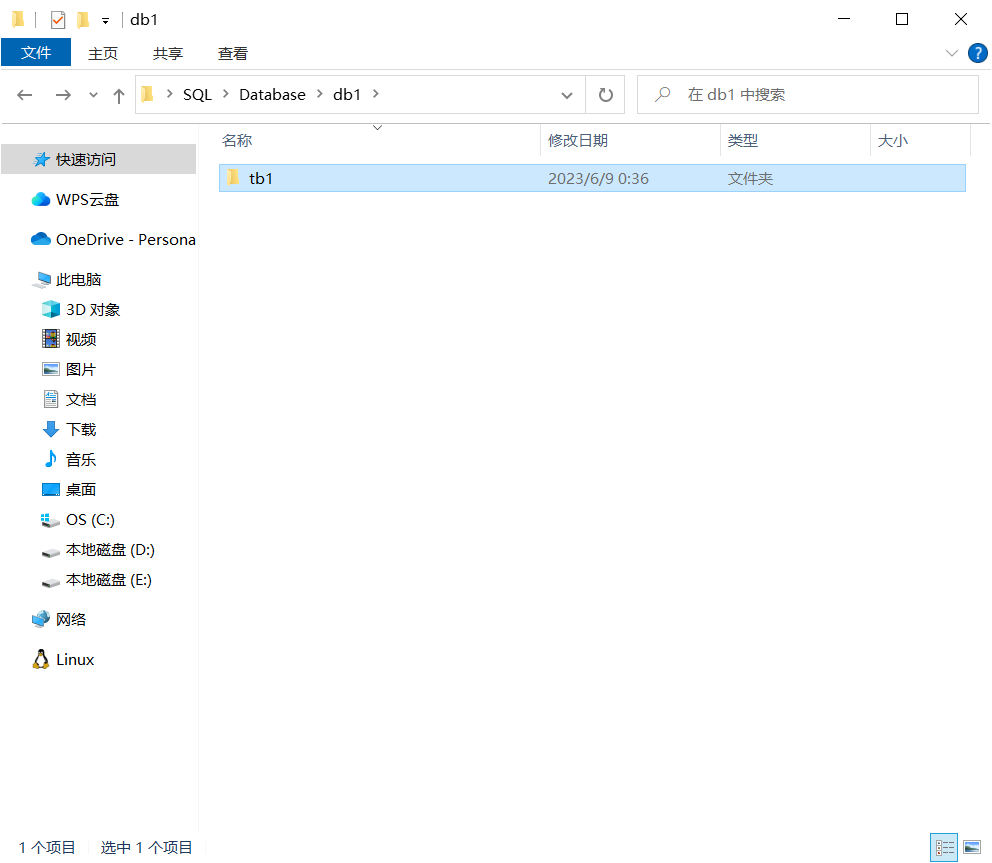 db1
文件 主页 共享 查看
SQL Database db1
在 db1 中搜索
名称 修改日期 类型 大小
tb1 2023/6/9 0:36 文件夹
快速访问
WPS云盘
OneDrive - Persona
此电脑
3D 对象
视频
图片
文档
下载
音乐
桌面
OS (C:)
本地磁盘 (D:)
本地磁盘 (E:)
网络
Linux
1 个项目 选中 1 个项目